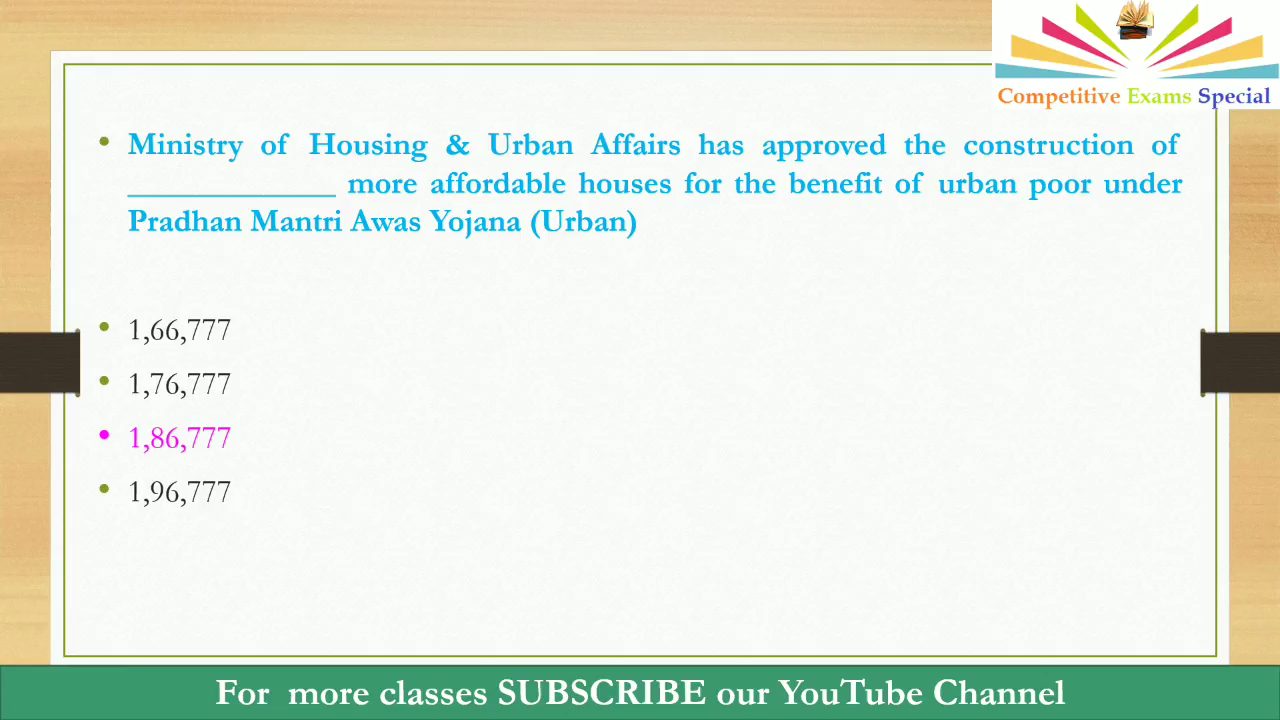 Competitive Exams Special
• Ministry of Housing & Urban Affairs has approved the construction of
______________ more affordable houses for the benefit of urban poor under
Pradhan Mantri Awas Yojana (Urban)
• 1,66,777
• 1,76,777
• 1,86,777
• 1,96,777
For more classes SUBSCRIBE our YouTube Channel